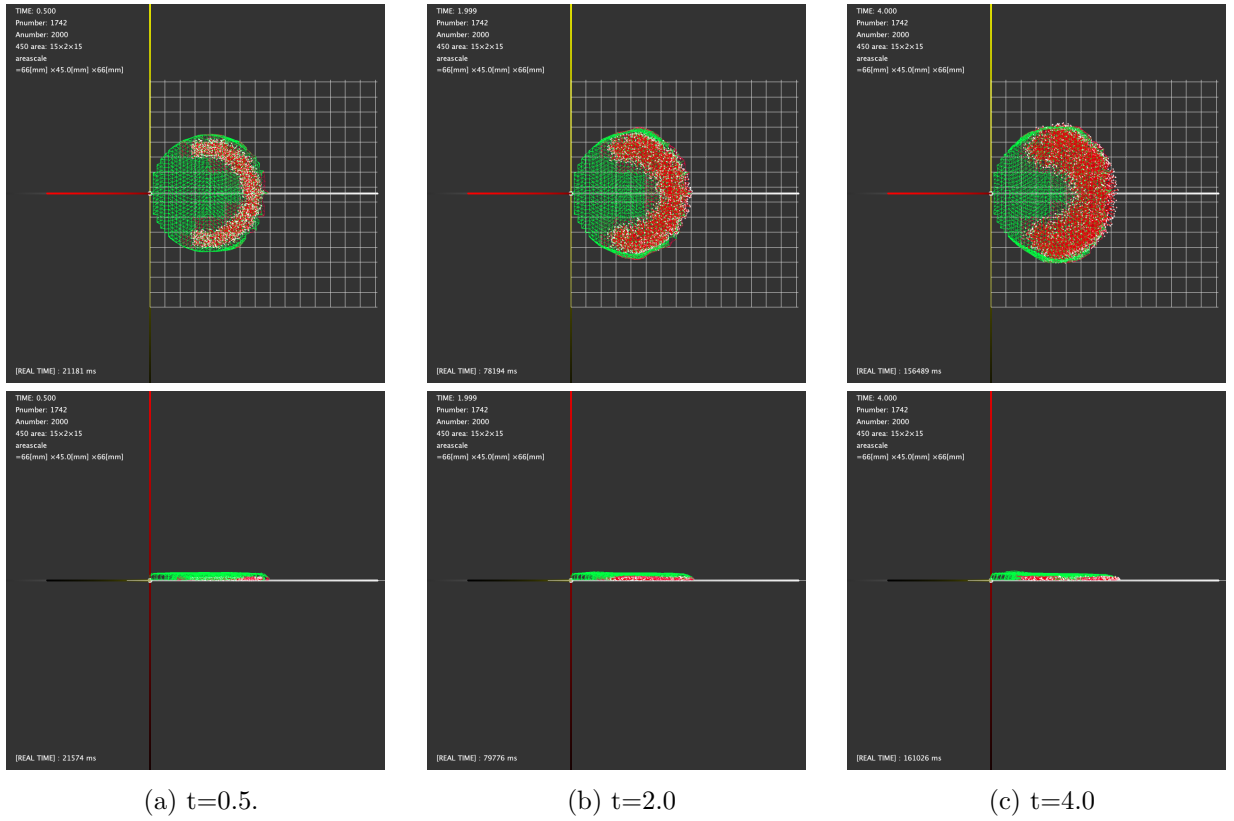 TIME: 0.500
Pnumber: 1742
Anumber: 2000
450 area: 15×2×15
areascale
=66[mm] ×45.0[mm] ×66[mm]
[REAL TIME] : 21181 ms
TIME: 1.999
Pnumber: 1742
Anumber: 2000
450 area: 15×2×15
areascale
=66[mm] ×45.0[mm] ×66[mm]
[REAL TIME] : 78194 ms
TIME: 4.000
Pnumber: 1742
Anumber: 2000
450 area: 15×2×15
areascale
=66[mm] ×45.0[mm] ×66[mm]
[REAL TIME] : 156489 ms
TIME: 0.500
Pnumber: 1742
Anumber: 2000
450 area: 15×2×15
areascale
=66[mm] ×45.0[mm] ×66[mm]
[REAL TIME] : 21574 ms
TIME: 1.999
Pnumber: 1742
Anumber: 2000
450 area: 15×2×15
areascale
=66[mm] ×45.0[mm] ×66[mm]
[REAL TIME] : 79776 ms
TIME: 4.000
Pnumber: 1742
Anumber: 2000
450 area: 15×2×15
areascale
=66[mm] ×45.0[mm] ×66[mm]
[REAL TIME] : 161026 ms
(a) t=0.5.
(b) t=2.0
(c) t=4.0